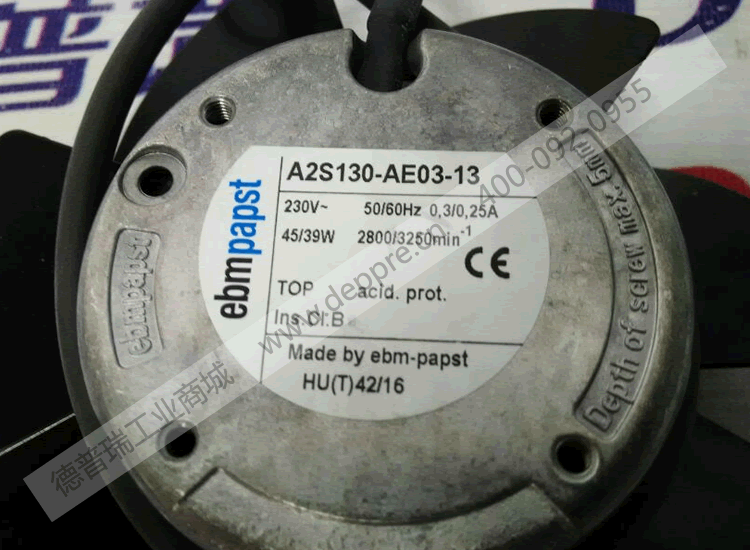 普
ebmpapst
A2S130-AE03-13
230V~ 50/60Hz 0,3/0,25A
45/39W 2800/3250min⁻¹
CE
TOP acid. prot.
Ins.Cl.B
Made by ebm-papst
HU(T)42/16
ebmpapst
Depth of screw max. 5mm
德普瑞工业商城 www.deppre.cn 400-092-0955